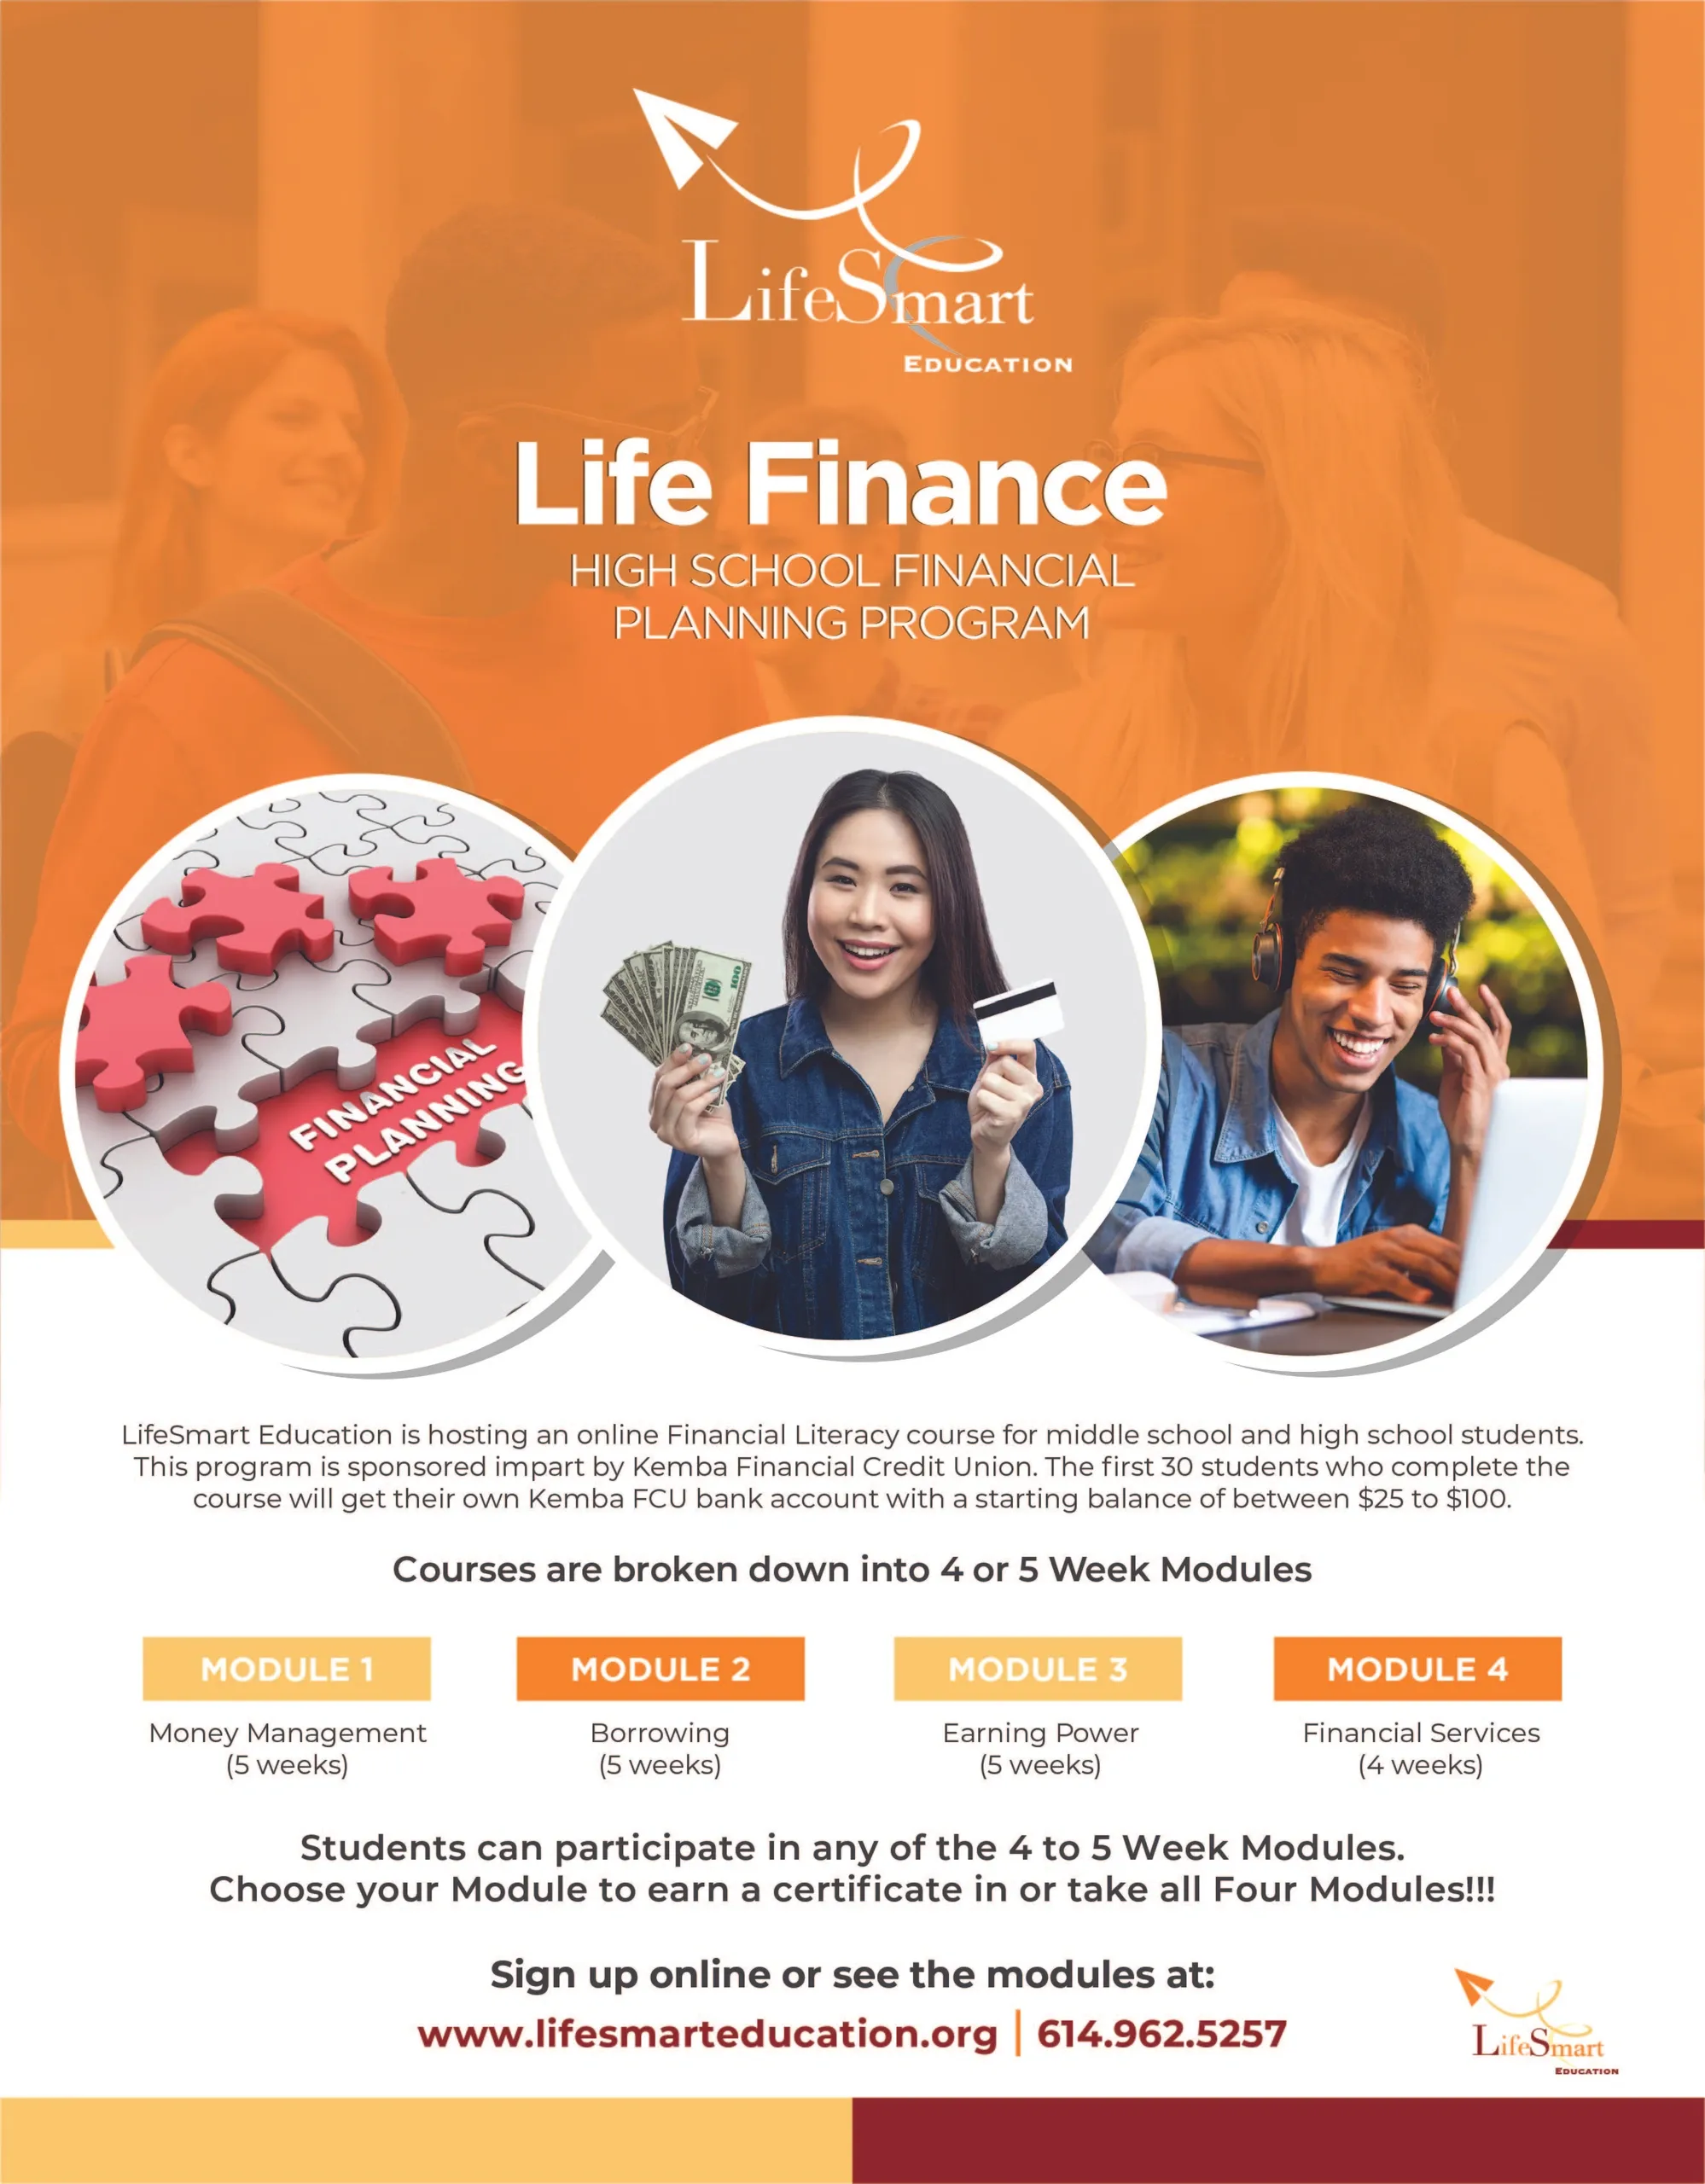 LifeSmart
EDUCATION
Life Finance
HIGH SCHOOL FINANCIAL
PLANNING PROGRAM
100
FINANCIAL
PLANNING
LifeSmart Education is hosting an online Financial Literacy course for middle school and high school students.
This program is sponsored impart by Kemba Financial Credit Union. The first 30 students who complete the
course will get their own Kemba FCU bank account with a starting balance of between $25 to $100.
Courses are broken down into 4 or 5 Week Modules
MODULE 1
MODULE 2
MODULE 3
MODULE 4
Money Management
(5 weeks)
Borrowing
(5 weeks)
Earning Power
(5 weeks)
Financial Services
(4 weeks)
Students can participate in any of the 4 to 5 Week Modules.
Choose your Module to earn a certificate in or take all Four Modules!!!
Sign up online or see the modules at:
www.lifesmarteducation.org | 614.962.5257
LifeSmart
EDUCATION